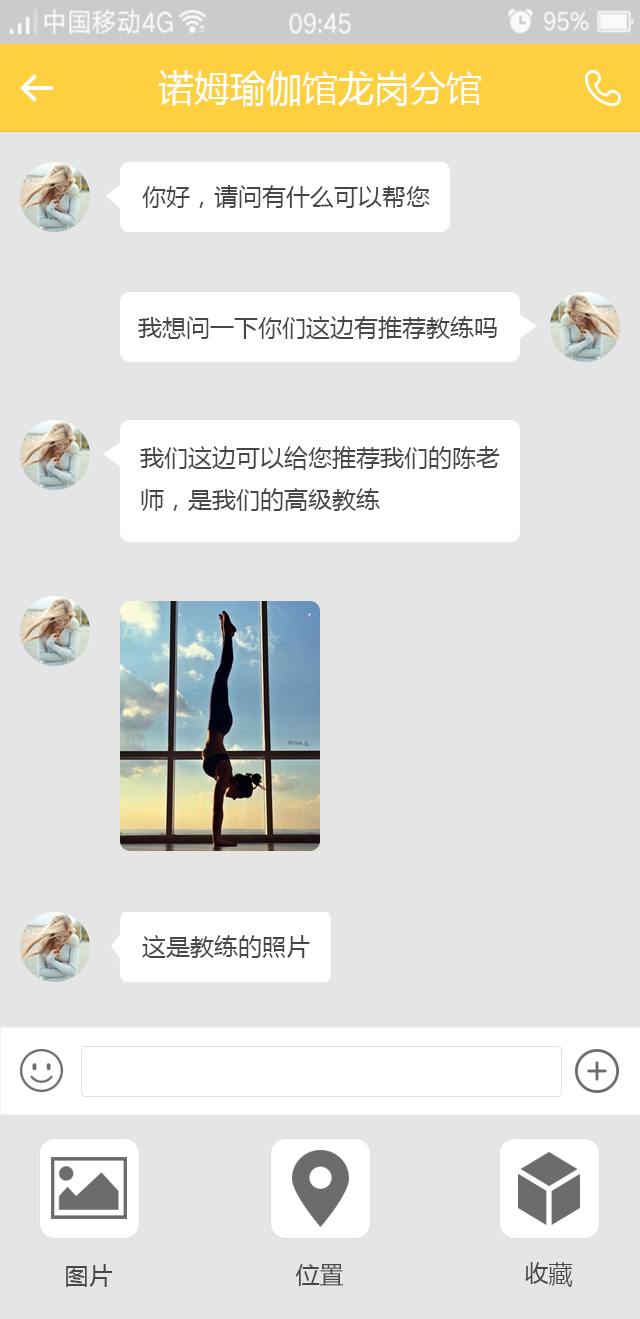 中国移动4G 09:45 95%
诺姆瑜伽馆龙岗分馆
你好，请问有什么可以帮您
我想问一下你们这边有推荐教练吗
我们这边可以给您推荐我们的陈老
师，是我们的高级教练
这是教练的照片
图片 位置 收藏